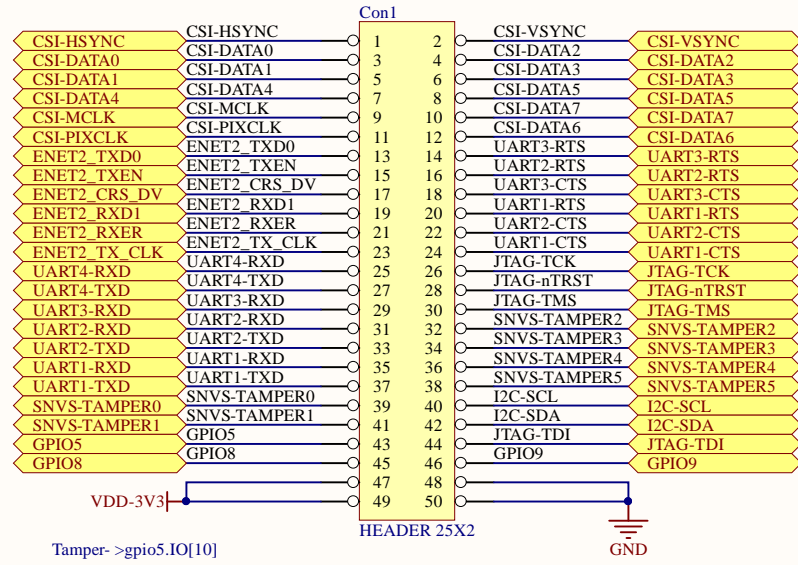 Con1
CSI-HSYNC CSI-HSYNC 1 2 CSI-VSYNC CSI-VSYNC
CSI-DATA0 CSI-DATA0 3 4 CSI-DATA2 CSI-DATA2
CSI-DATA1 CSI-DATA1 5 6 CSI-DATA3 CSI-DATA3
CSI-DATA4 CSI-DATA4 7 8 CSI-DATA5 CSI-DATA5
CSI-MCLK CSI-MCLK 9 10 CSI-DATA7 CSI-DATA7
CSI-PIXCLK CSI-PIXCLK 11 12 CSI-DATA6 CSI-DATA6
ENET2_TXD0 ENET2_TXD0 13 14 UART3-RTS UART3-RTS
ENET2_TXEN ENET2_TXEN 15 16 UART2-RTS UART2-RTS
ENET2_CRS_DV ENET2_CRS_DV 17 18 UART3-CTS UART3-CTS
ENET2_RXD1 ENET2_RXD1 19 20 UART1-RTS UART1-RTS
ENET2_RXER ENET2_RXER 21 22 UART2-CTS UART2-CTS
ENET2_TX_CLK ENET2_TX_CLK 23 24 UART1-CTS UART1-CTS
UART4-RXD UART4-RXD 25 26 JTAG-TCK JTAG-TCK
UART4-TXD UART4-TXD 27 28 JTAG-nTRST JTAG-nTRST
UART3-RXD UART3-RXD 29 30 JTAG-TMS JTAG-TMS
UART2-RXD UART2-RXD 31 32 SNVS-TAMPER2 SNVS-TAMPER2
UART2-TXD UART2-TXD 33 34 SNVS-TAMPER3 SNVS-TAMPER3
UART1-RXD UART1-RXD 35 36 SNVS-TAMPER4 SNVS-TAMPER4
UART1-TXD UART1-TXD 37 38 SNVS-TAMPER5 SNVS-TAMPER5
SNVS-TAMPER0 SNVS-TAMPER0 39 40 I2C-SCL I2C-SCL
SNVS-TAMPER1 SNVS-TAMPER1 41 42 I2C-SDA I2C-SDA
GPIO5 GPIO5 43 44 JTAG-TDI JTAG-TDI
GPIO8 GPIO8 45 46 GPIO9 GPIO9
47 48
VDD-3V3 49 50
HEADER 25X2
Tamper- >gpio5.IO[10] GND